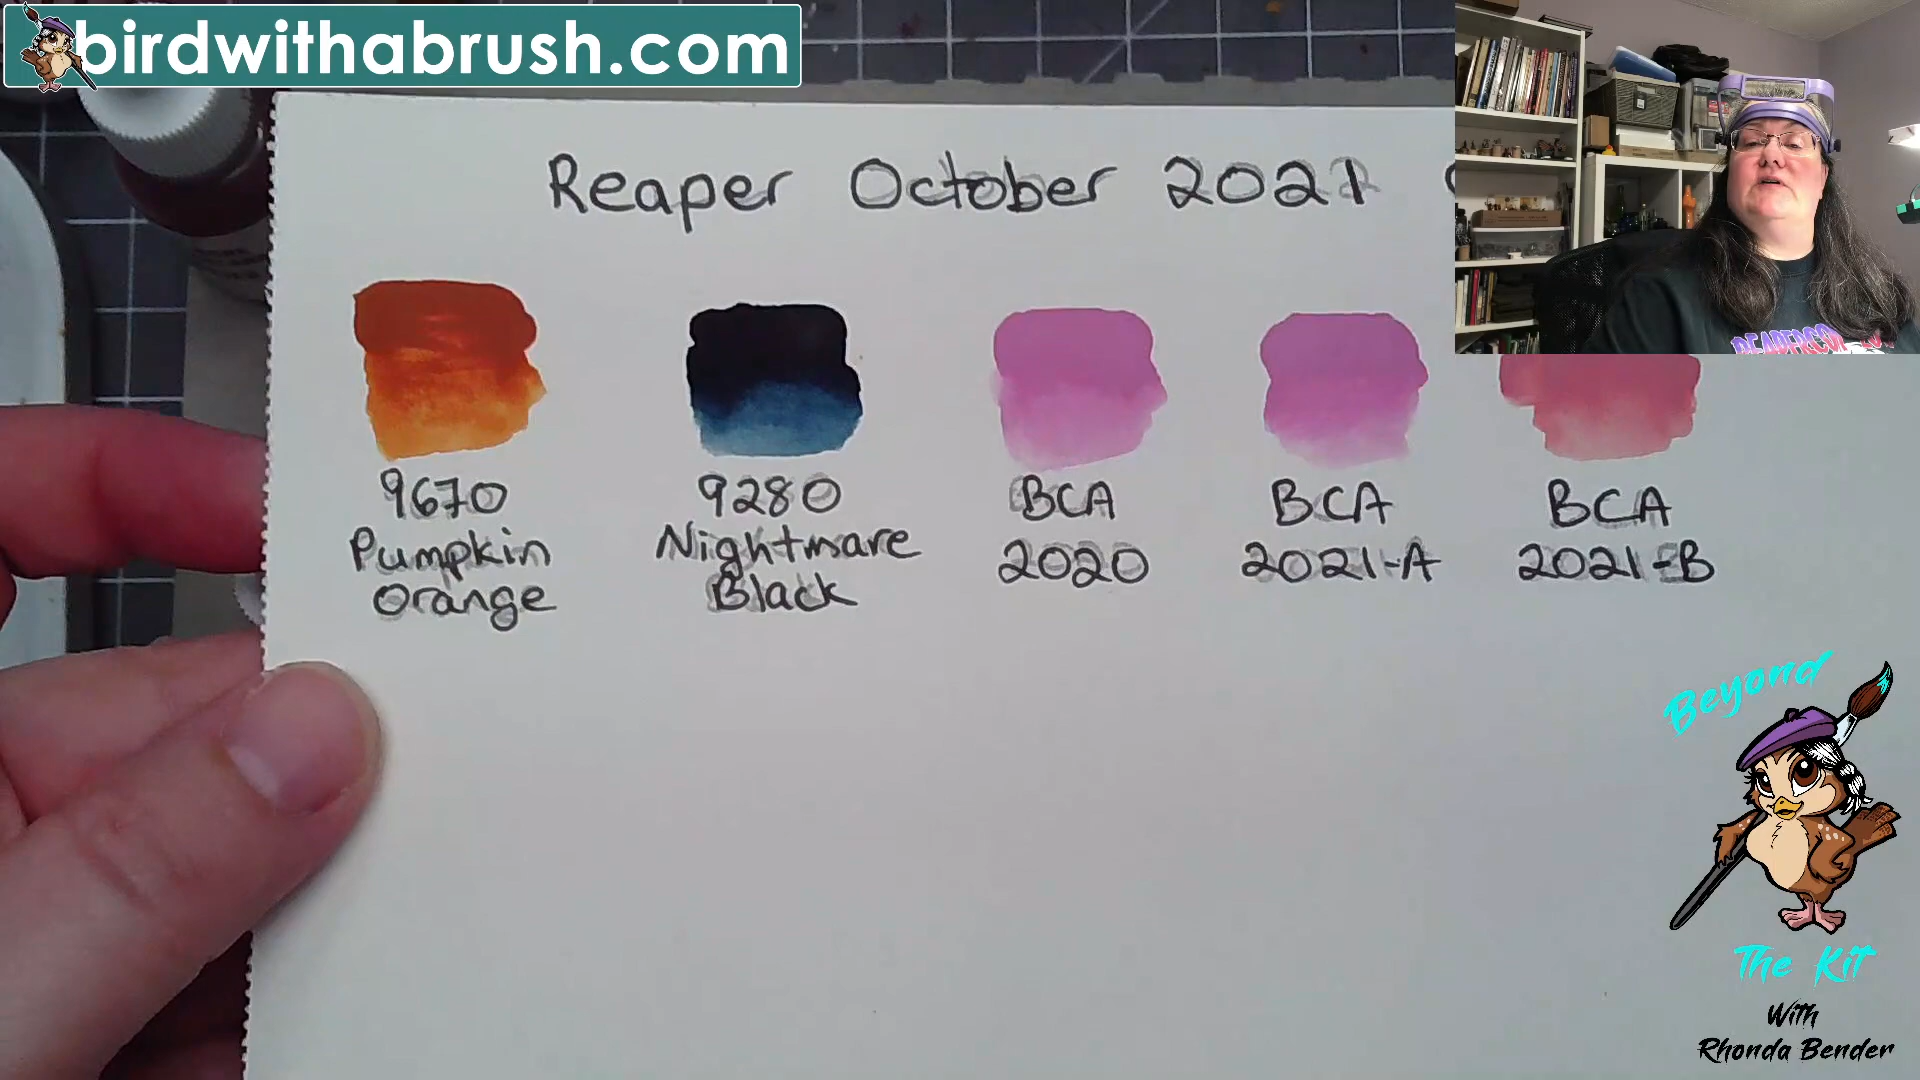 birdwithabrush.com
Reaper October 2021
9670
Pumpkin
Orange
9280
Nightmare
Black
BCA
2020
BCA
2021-A
BCA
2021-B
Beyond
The Kit
With
Rhonda Bender